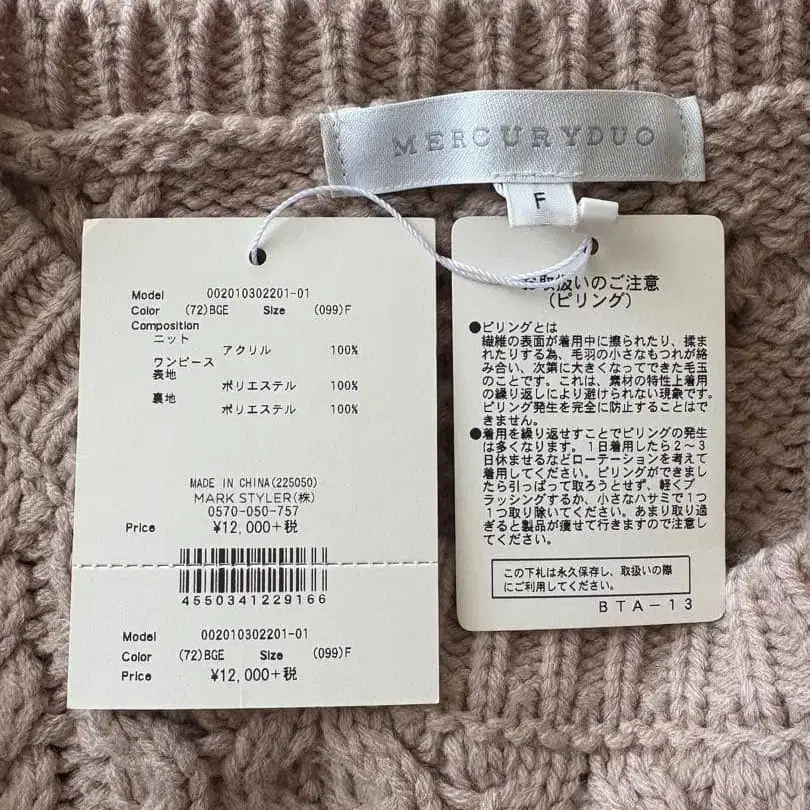 MERCURYDUO
F
Model 002010302201-01
Color (72)BGE Size (099)F
Composition
ニット
アクリル 100%
ワンピース
表地
ポリエステル 100%
裏地
ポリエステル 100%
MADE IN CHINA(225050)
MARK STYLER(株)
0570-050-757
Price ¥12,000+税
4550341229166
Model 002010302201-01
Color (72)BGE Size (099)F
Price ¥12,000+税
お取扱いのご注意
(ピリング)
●ピリングとは
繊維の表面が着用中に擦られたり、揉ま
れたりする為、毛羽の小さなもつれが絡
み合い、次第に大きくなってできた毛玉
のことです。これは、素材の特性上着用
の繰り返しにより避けられない現象です。
ピリング発生を完全に防止することはで
きません。
●着用を繰り返せすことでピリングの発生
は多くなります。1日着用したら2~3
日休ませるなどローテーションを考えて
着用してください。ピリングができまし
たら引っぱって取ろうとせず、軽くブ
ラッシングするか、小さなハサミで1つ
1つ取り除いてください。あまり取り過
ぎると製品が痩せて行きますので注意し
てください。
この下札は永久保存し、取扱いの際
にご利用してください。
BTA-13